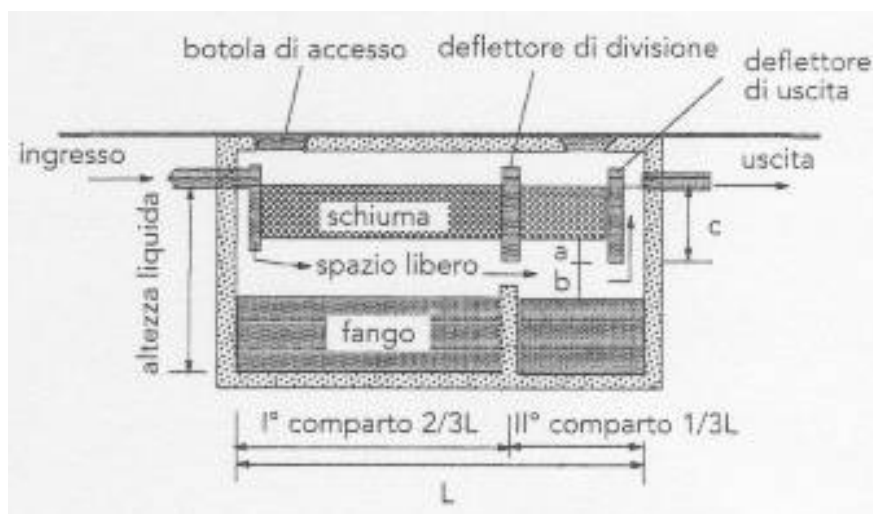 botola di accesso
deflettore di divisione
deflettore
di uscita
ingresso
uscita
schiuma
c
a
spazio libero
b
altezza liquida
fango
I° comparto 2/3L
II° comparto 1/3L
L